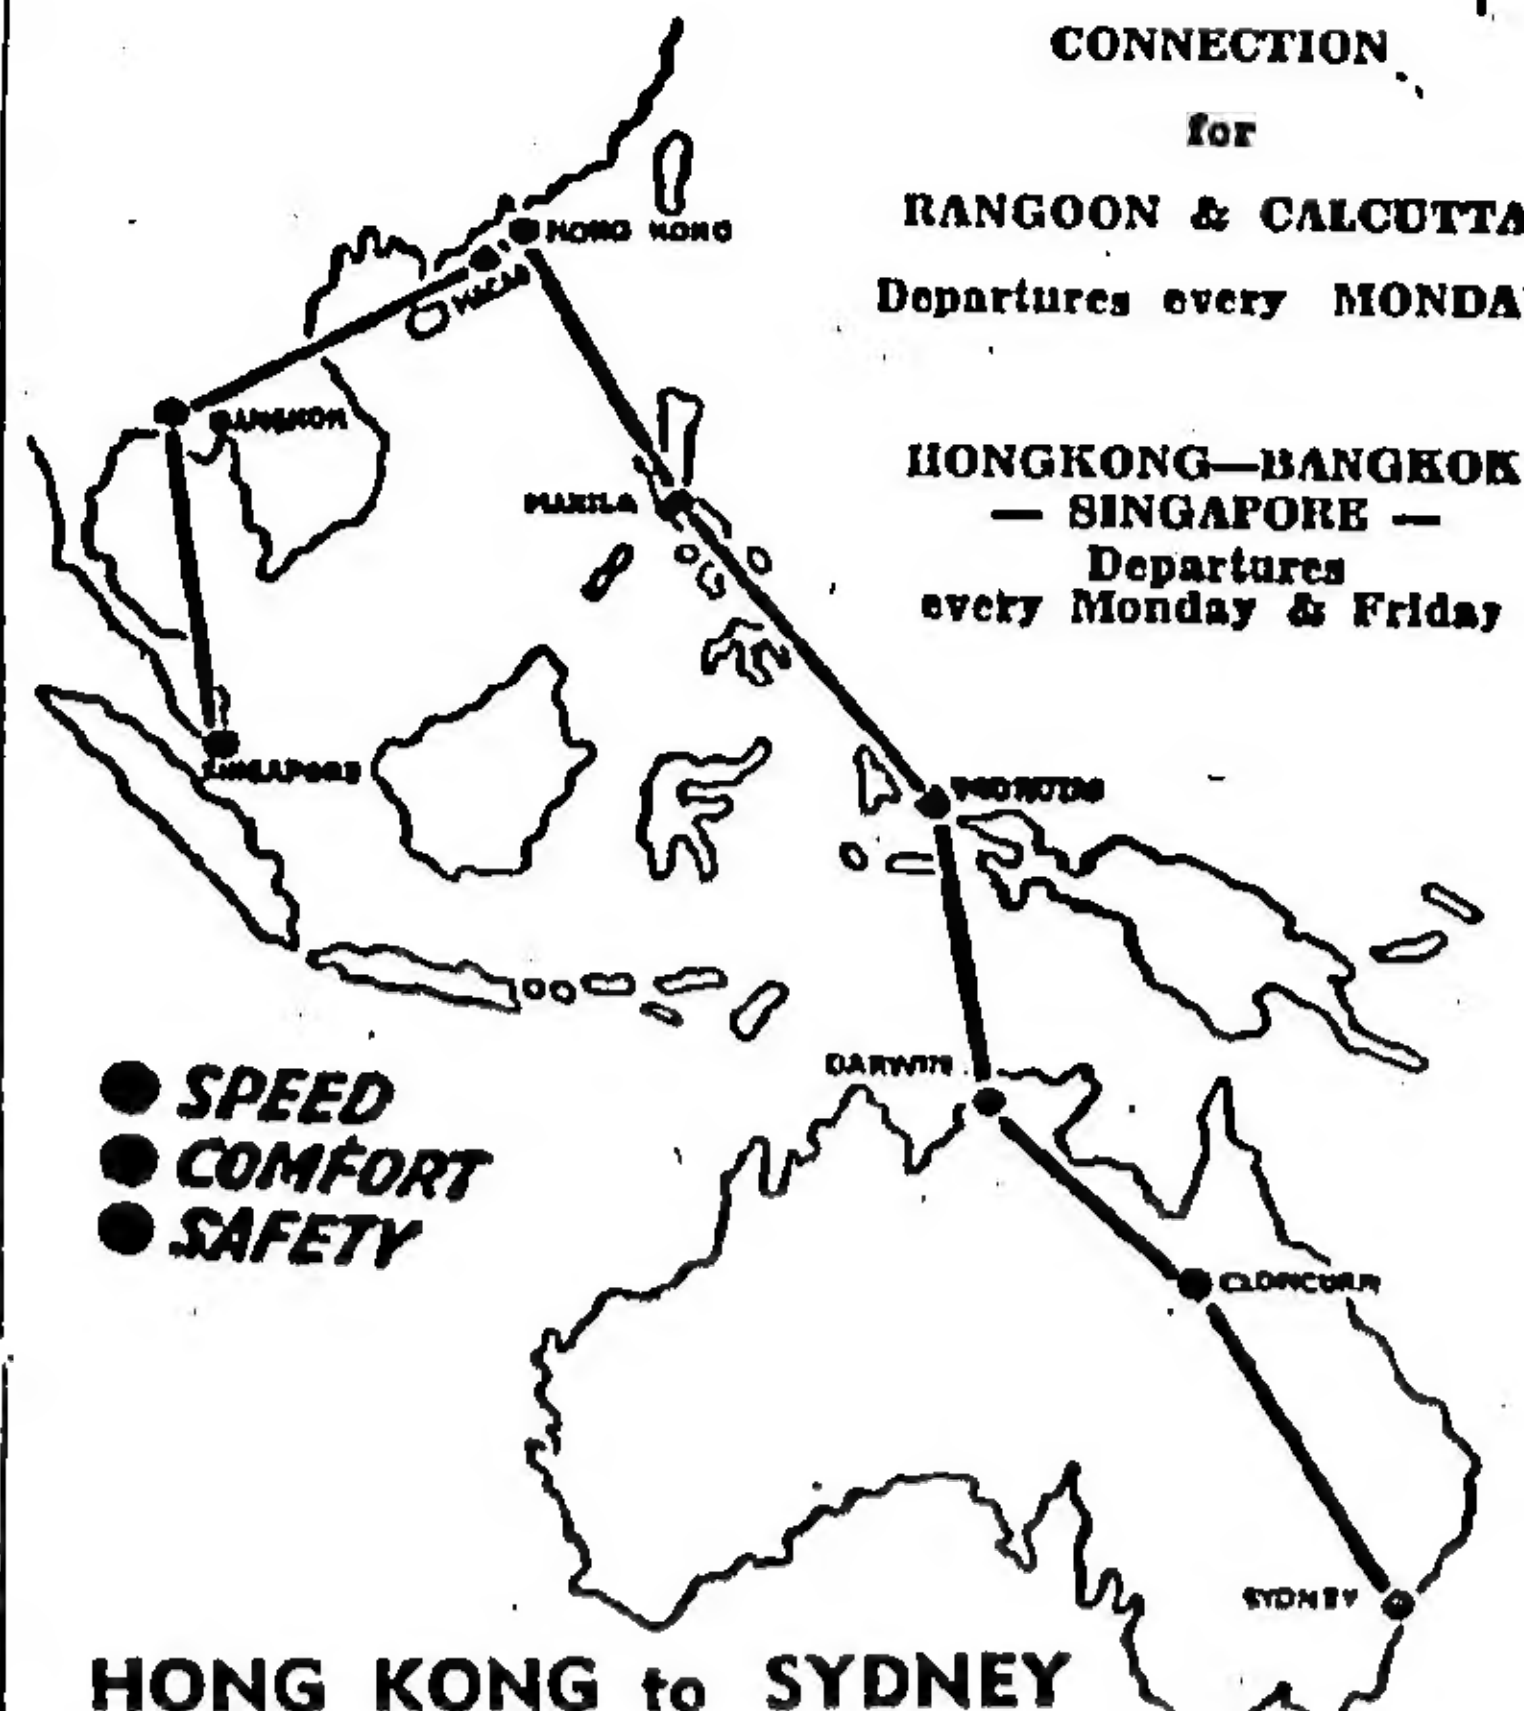 CONNECTION
for
RANGOON & CALCUTTA
Departures every MONDA
HONG KONG
MACAO
BANGKOK
HONGKONG—BANGKOK
— SINGAPORE —
Departures
every Monday & Friday
MANILA
SINGAPORE
DARWIN
● SPEED
● COMFORT
● SAFETY
SYDNEY
HONG KONG to SYDNEY